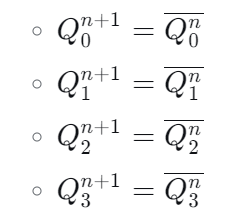 ○ $Q_0^{n+1} = \overline{Q_0^n}$
○ $Q_1^{n+1} = \overline{Q_1^n}$
○ $Q_2^{n+1} = \overline{Q_2^n}$
○ $Q_3^{n+1} = \overline{Q_3^n}$